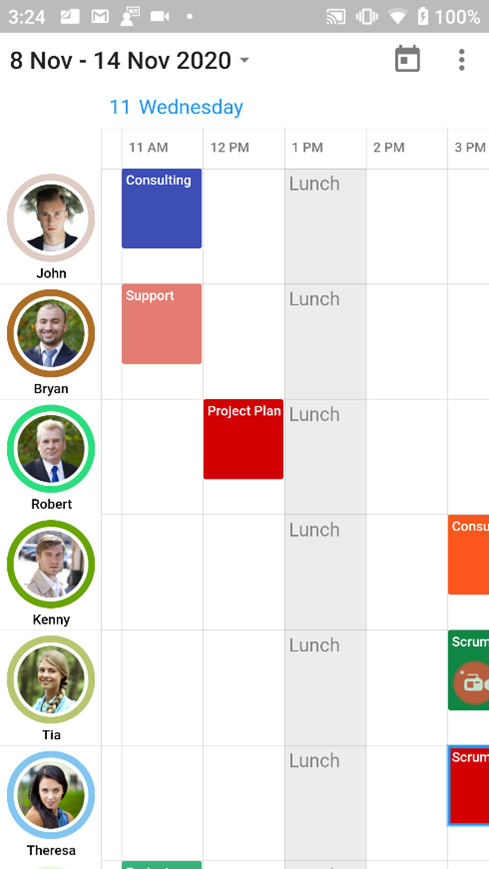 3:24
100%
8 Nov - 14 Nov 2020
11 Wednesday
11 AM 12 PM 1 PM 2 PM 3 PM
Consulting
Lunch
John
Support
Lunch
Bryan
Project Plan
Lunch
Robert
Lunch
Consu
Kenny
Lunch
Scrum
Tia
Lunch
Scrum
Theresa